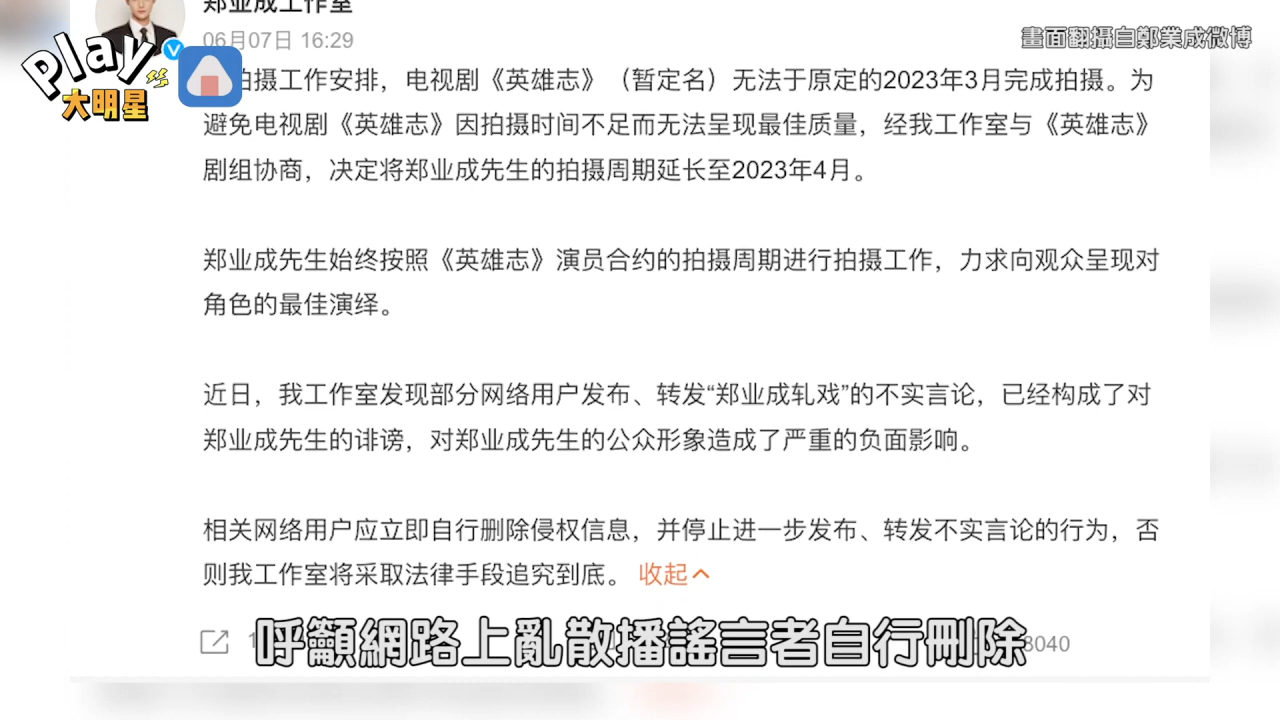 郑业成工作室
06月07日 16:29
畫面翻攝自鄭業成微博
Play
大明星
拍摄工作安排，电视剧《英雄志》（暂定名）无法于原定的2023年3月完成拍摄。为
避免电视剧《英雄志》因拍摄时间不足而无法呈现最佳质量，经我工作室与《英雄志》
剧组协商，决定将郑业成先生的拍摄周期延长至2023年4月。
郑业成先生始终按照《英雄志》演员合约的拍摄周期进行拍摄工作，力求向观众呈现对
角色的最佳演绎。
近日，我工作室发现部分网络用户发布、转发“郑业成轧戏”的不实言论，已经构成了对
郑业成先生的诽谤，对郑业成先生的公众形象造成了严重的负面影响。
相关网络用户应立即自行删除侵权信息，并停止进一步发布、转发不实言论的行为，否
则我工作室将采取法律手段追究到底。 收起
呼籲網路上亂散播謠言者自行刪除